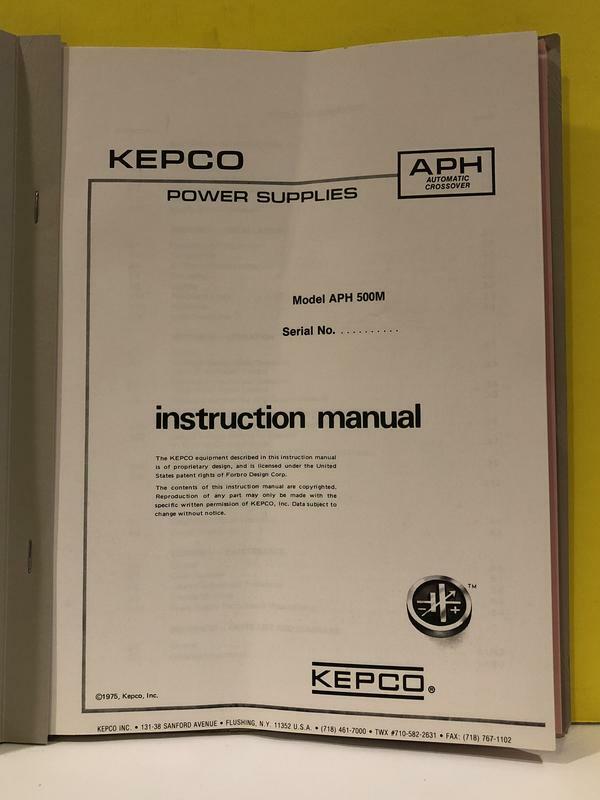 KEPCO
APH
AUTOMATIC
CROSSOVER
POWER SUPPLIES
Model APH 500M
Serial No. . . . . . . . . . .
instruction manual
The KEPCO equipment described in this instruction manual
is of proprietary design, and is licensed under the United
States patent rights of Forbro Design Corp.
The contents of this instruction manual are copyrighted.
Reproduction of any part may only be made with the
specific written permission of KEPCO, Inc. Data subject to
change without notice.
TM
KEPCO®
©1975, Kepco, Inc.
KEPCO INC. • 131-38 SANFORD AVENUE • FLUSHING, N.Y. 11352 U.S.A. • (718) 461-7000 • TWX #710-582-2631 • FAX: (718) 767-1102